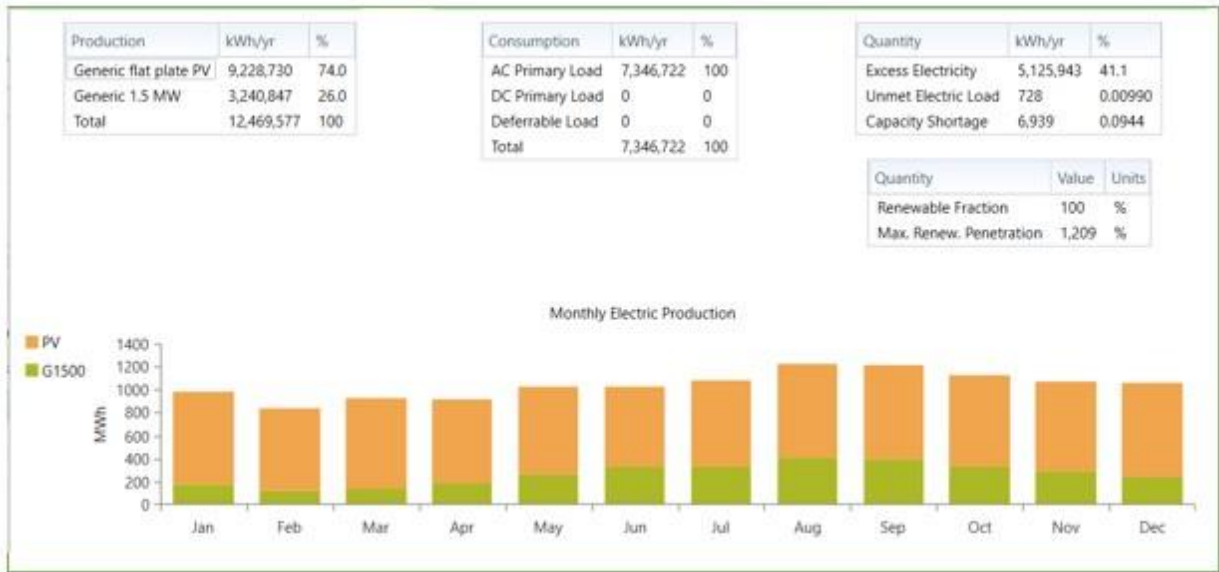 Production kWh/yr %
Generic flat plate PV 9,228,730 74.0
Generic 1.5 MW 3,240,847 26.0
Total 12,469,577 100
Consumption kWh/yr %
AC Primary Load 7,346,722 100
DC Primary Load 0 0
Deferrable Load 0 0
Total 7,346,722 100
Quantity kWh/yr %
Excess Electricity 5,125,943 41.1
Unmet Electric Load 728 0.00990
Capacity Shortage 6,939 0.0944
Quantity Value Units
Renewable Fraction 100 %
Max. Renew. Penetration 1,209 %
Monthly Electric Production
PV
G1500
MWh
1400
1200
1000
800
600
400
200
0
Jan Feb Mar Apr May Jun Jul Aug Sep Oct Nov Dec